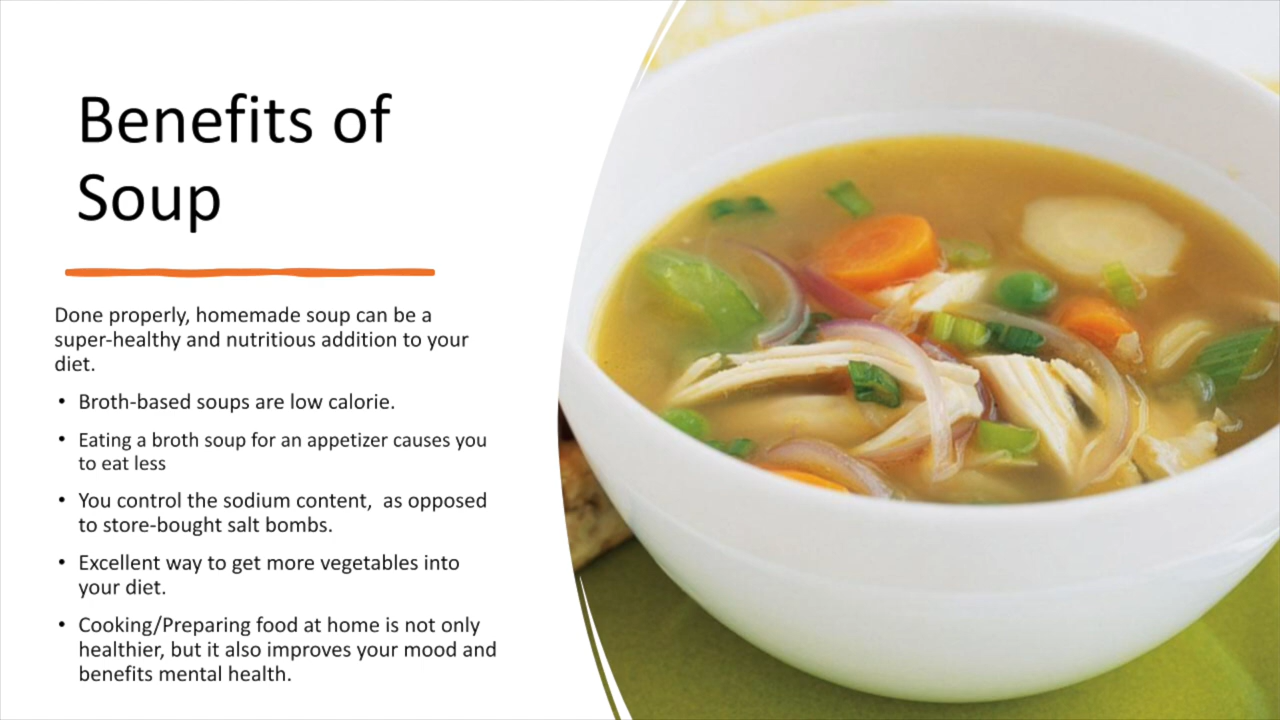 Benefits of
Soup
Done properly, homemade soup can be a
super-healthy and nutritious addition to your
diet.
• Broth-based soups are low calorie.
• Eating a broth soup for an appetizer causes you
to eat less
• You control the sodium content,  as opposed
to store-bought salt bombs.
• Excellent way to get more vegetables into
your diet.
• Cooking/Preparing food at home is not only
healthier, but it also improves your mood and
benefits mental health.